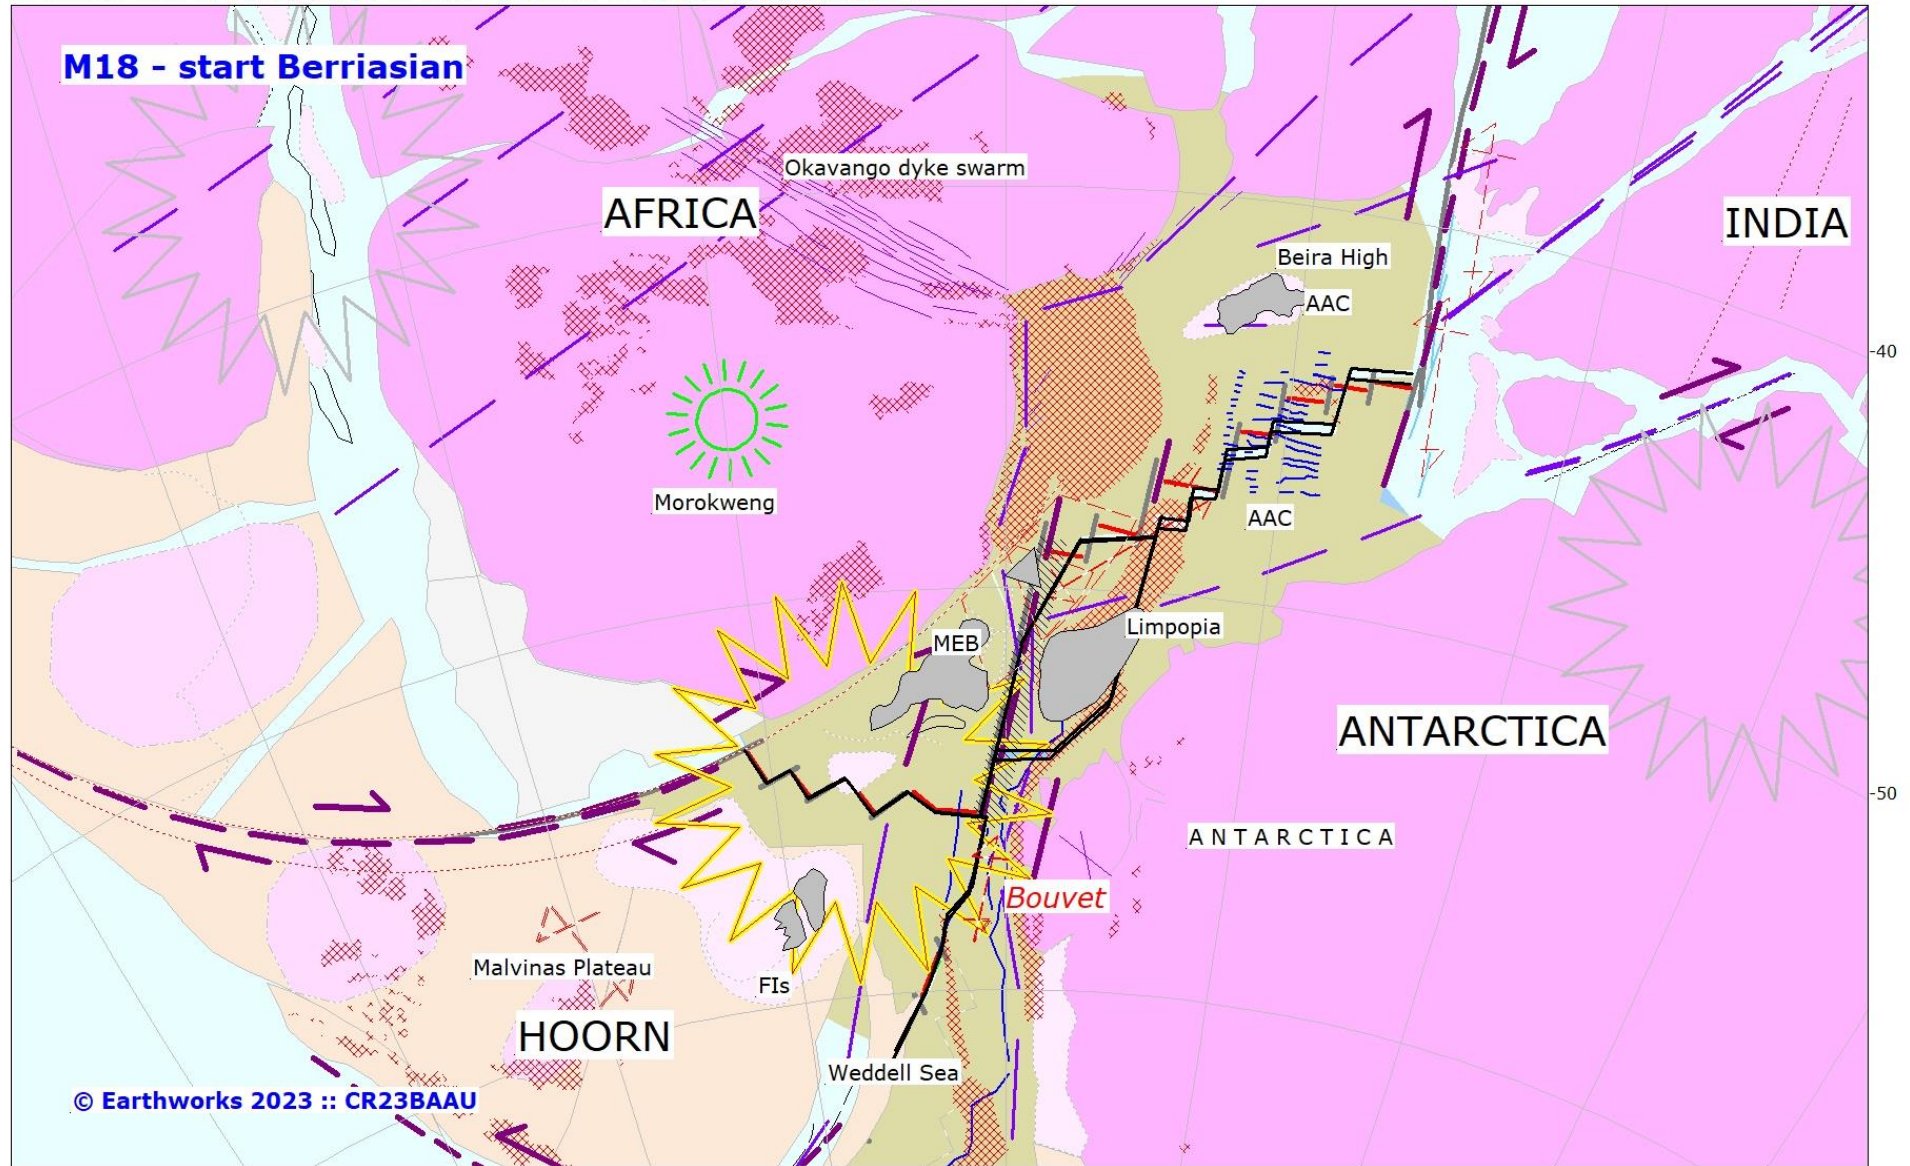 M18 - start Berriasian
Okavango dyke swarm
AFRICA
INDIA
Beira High
AAC
-40
Morokweng
AAC
Limpopia
MEB
ANTARCTICA
-50
A N T A R C T I C A
Bouvet
Malvinas Plateau
FIs
HOORN
Weddell Sea
© Earthworks 2023 :: CR23BAAU